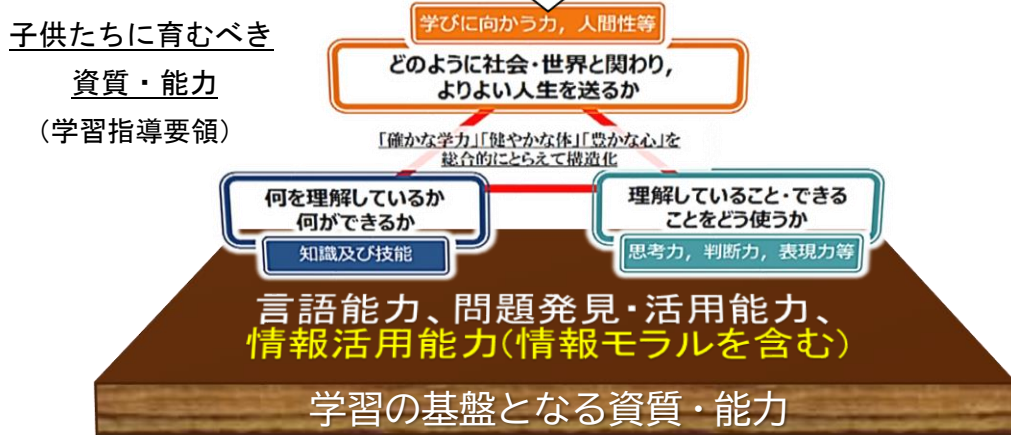 子供たちに育むべき
資質・能力
（学習指導要領）
学びに向かう力，人間性等
どのように社会・世界と関わり，
よりよい人生を送るか
「確かな学力」「健やかな体」「豊かな心」を
総合的にとらえて構造化
何を理解しているか
何ができるか
知識及び技能
理解していること・できる
ことをどう使うか
思考力，判断力，表現力等
言語能力、問題発見・活用能力、
情報活用能力(情報モラルを含む)
学習の基盤となる資質・能力